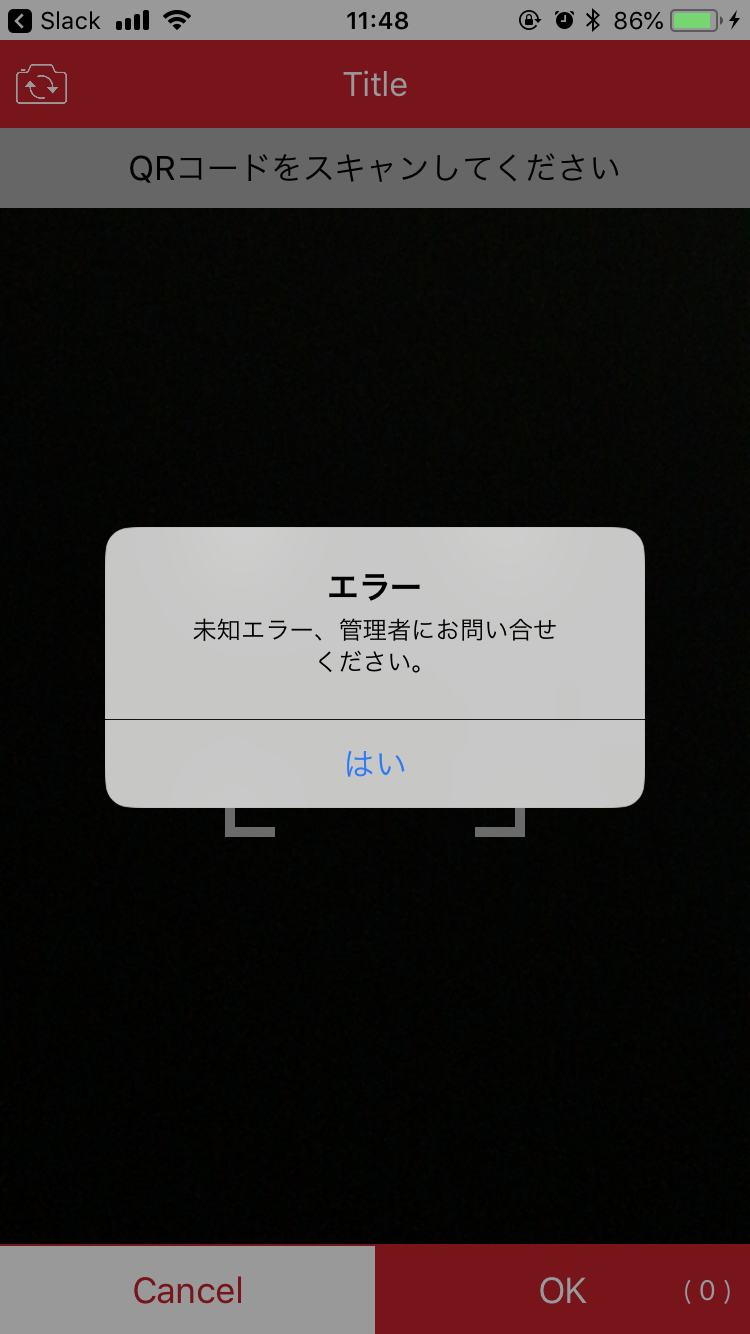 Slack 11:48 86%
Title
QRコードをスキャンしてください
エラー
未知エラー、管理者にお問い合せ
ください。
はい
Cancel OK ( 0 )